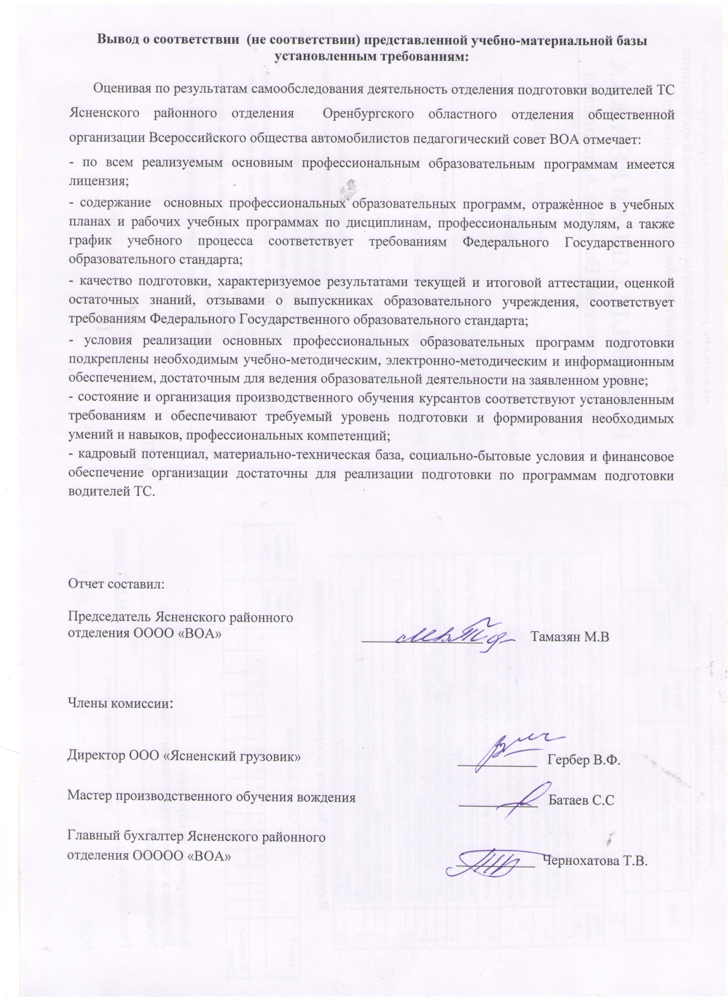 Вывод о соответствии  (не соответствии) представленной учебно-материальной базы
установленным требованиям:
Оценивая по результатам самообследования деятельность отделения подготовки водителей ТС
Ясненского районного отделения  Оренбургского областного отделения общественной
организации Всероссийского общества автомобилистов педагогический совет ВОА отмечает:
- по всем реализуемым основным профессиональным образовательным программам имеется
лицензия;
- содержание  основных профессиональных образовательных программ, отражѐнное в учебных
планах и рабочих учебных программах по дисциплинам, профессиональным модулям, а также
график учебного процесса соответствует требованиям Федерального Государственного
образовательного стандарта;
- качество подготовки, характеризуемое результатами текущей и итоговой аттестации, оценкой
остаточных знаний, отзывами о выпускниках образовательного учреждения, соответствует
требованиям Федерального Государственного образовательного стандарта;
- условия реализации основных профессиональных образовательных программ подготовки
подкреплены необходимым учебно-методическим, электронно-методическим и информационным
обеспечением, достаточным для ведения образовательной деятельности на заявленном уровне;
- состояние и организация производственного обучения курсантов соответствуют установленным
требованиям и обеспечивают требуемый уровень подготовки и формирования необходимых
умений и навыков, профессиональных компетенций;
- кадровый потенциал, материально-техническая база, социально-бытовые условия и финансовое
обеспечение организации достаточны для реализации подготовки по программам подготовки
водителей ТС.
Отчет составил:
Председатель Ясненского районного
отделения ОООО «ВОА» Тамазян М.В
Члены комиссии:
Директор ООО «Ясненский грузовик» Гербер В.Ф.
Мастер производственного обучения вождения Батаев С.С
Главный бухгалтер Ясненского районного
отделения ООООО «ВОА» Чернохатова Т.В.